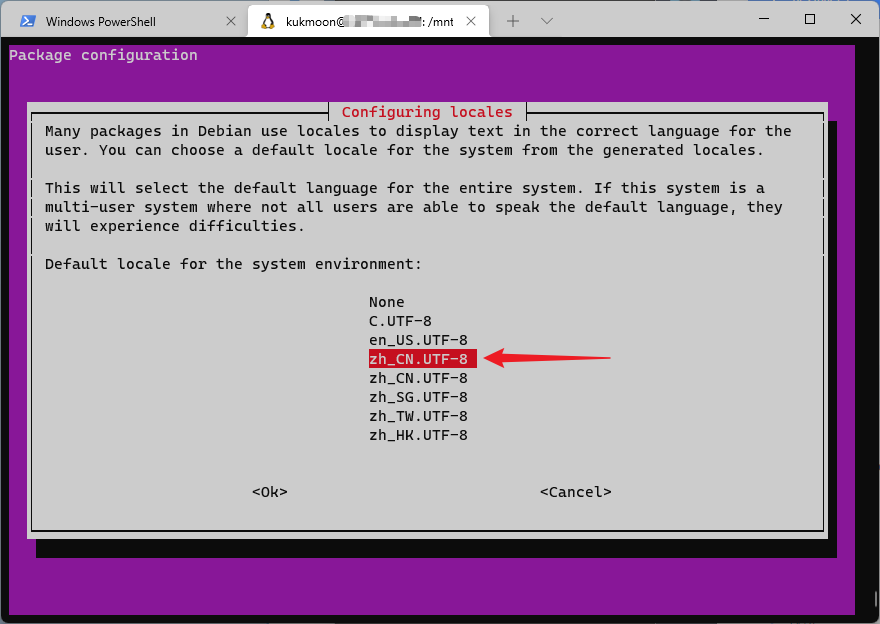 Windows PowerShell
kukmoon@ : /mnt
Package configuration
Configuring locales
Many packages in Debian use locales to display text in the correct language for the
user. You can choose a default locale for the system from the generated locales.
This will select the default language for the entire system. If this system is a
multi-user system where not all users are able to speak the default language, they
will experience difficulties.
Default locale for the system environment:
None
C.UTF-8
en_US.UTF-8
zh_CN.UTF-8
zh_CN.UTF-8
zh_SG.UTF-8
zh_TW.UTF-8
zh_HK.UTF-8
<Ok> <Cancel>